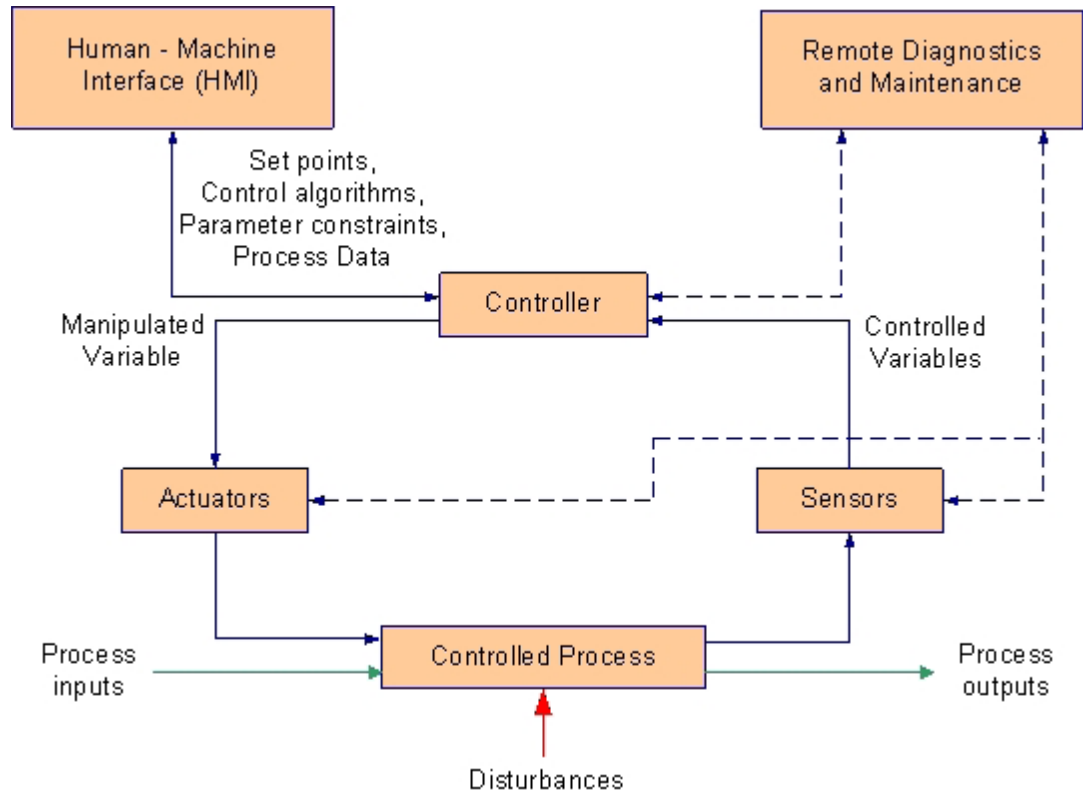 Human - Machine
Interface (HMI)
Remote Diagnostics
and Maintenance
Set points,
Control algorithms,
Parameter constraints,
Process Data
Controller
Manipulated
Variable
Controlled
Variables
Actuators
Sensors
Process
inputs
Controlled Process
Process
outputs
Disturbances